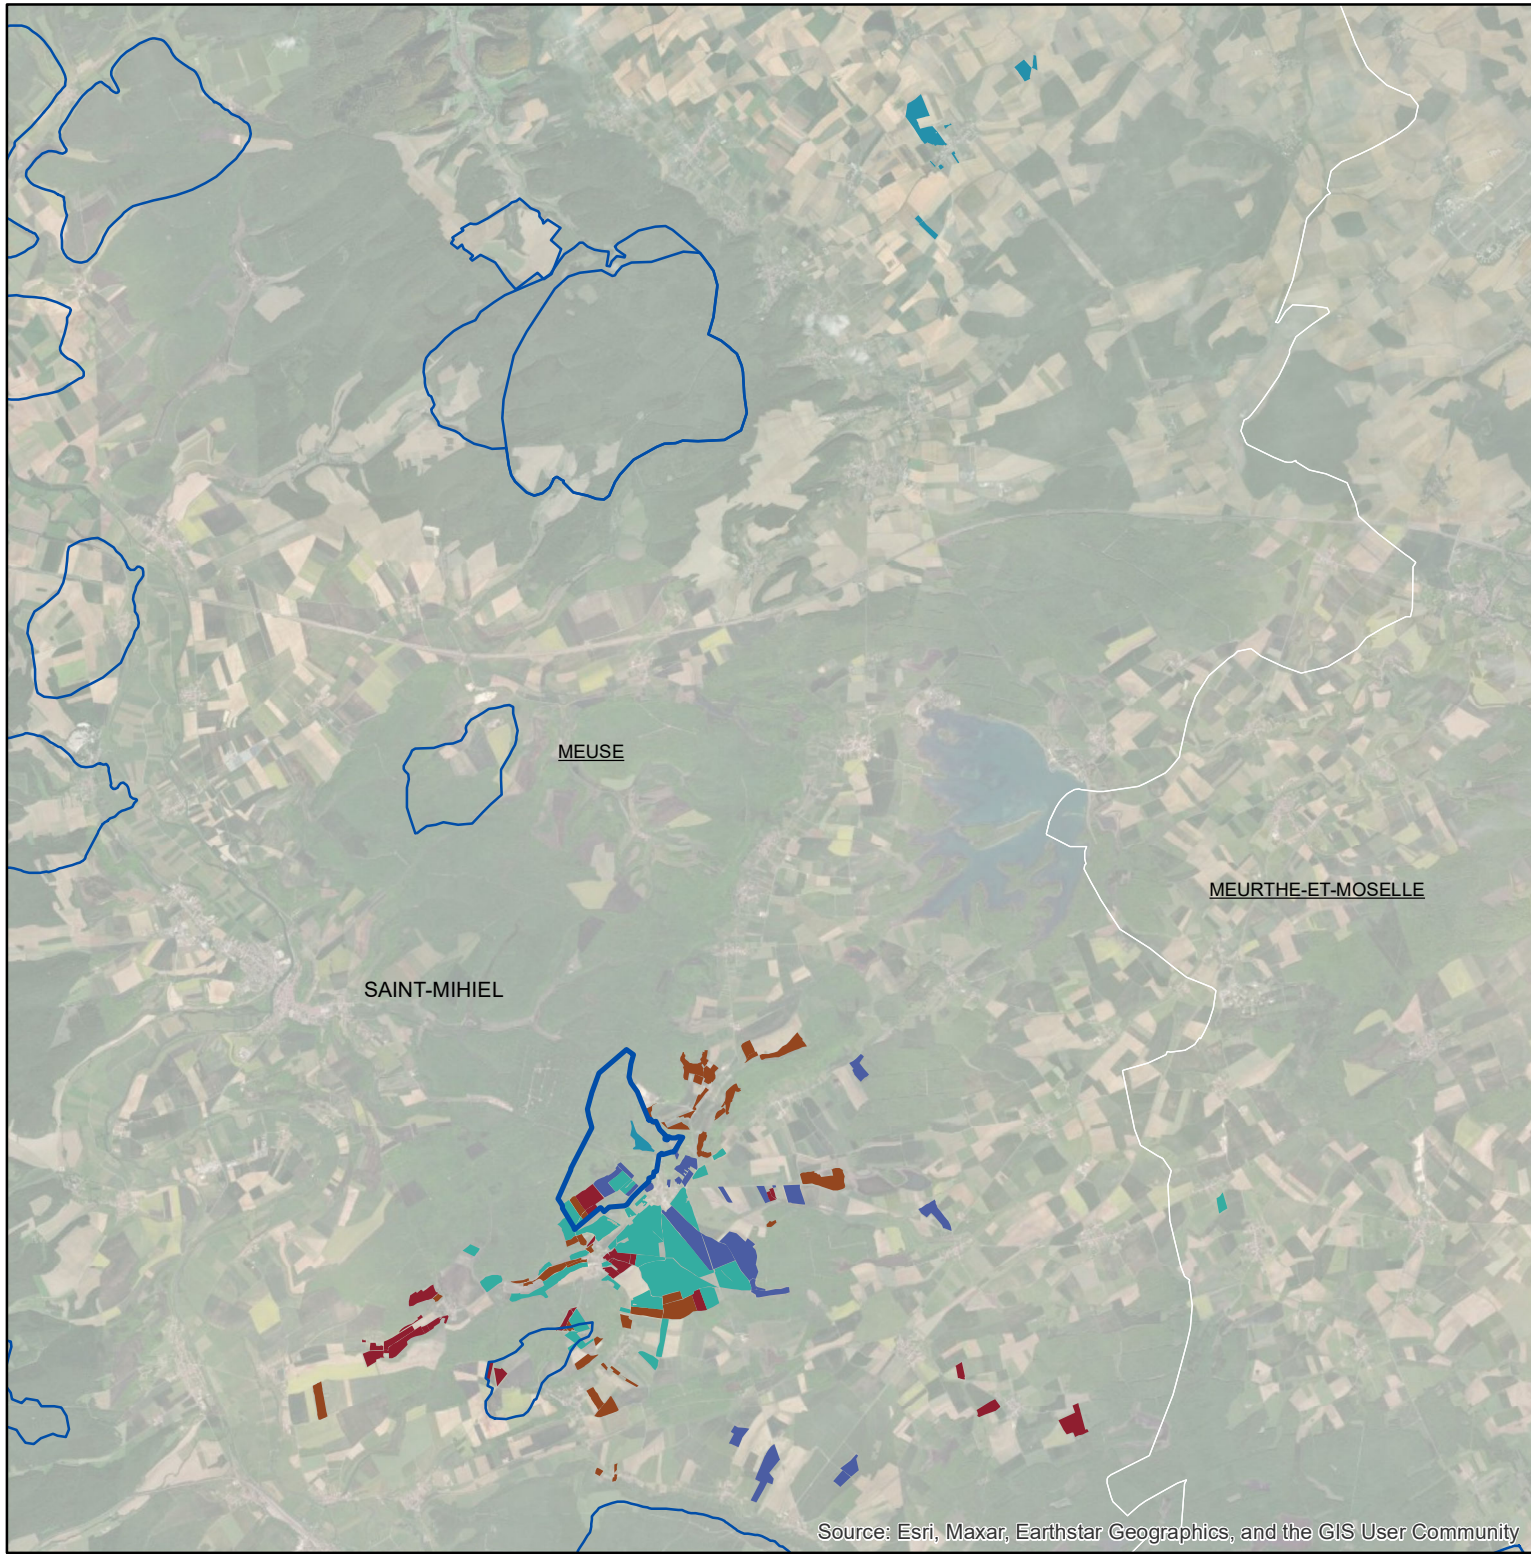 MEUSE
MEURTHE-ET-MOSELLE
SAINT-MIHIEL
Source: Esri, Maxar, Earthstar Geographics, and the GIS User Community